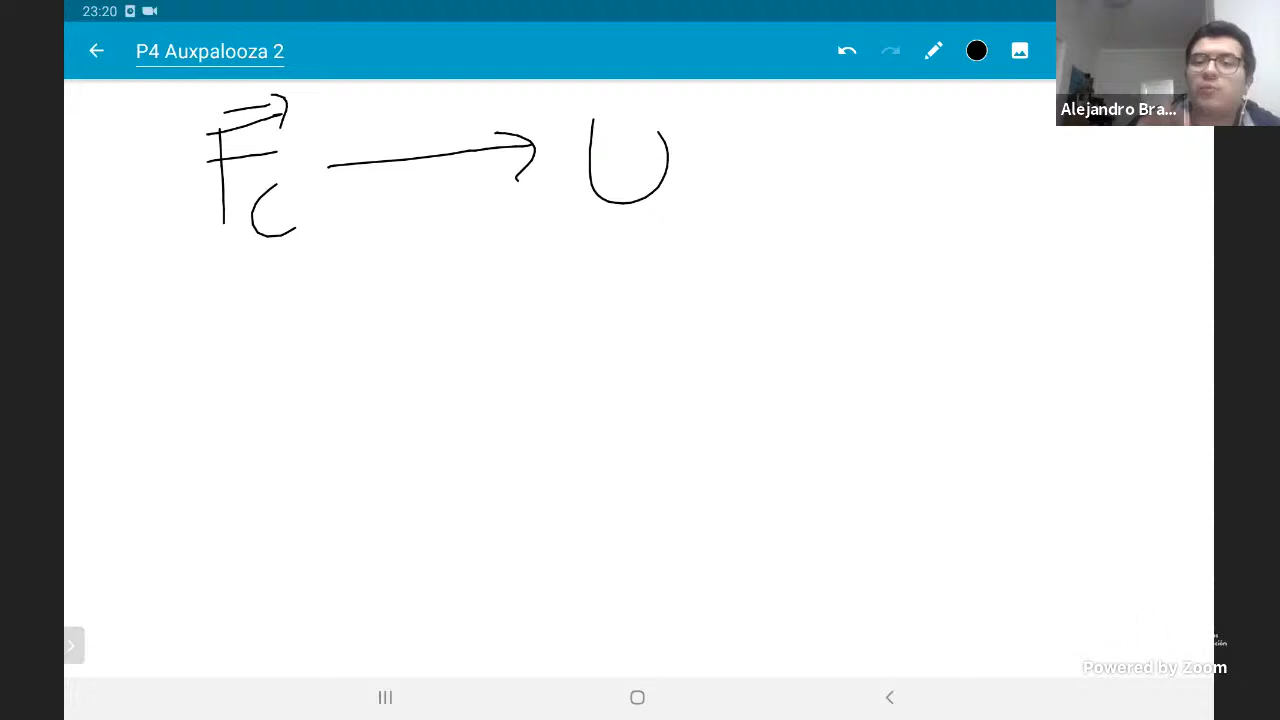 23:20
P4 Auxpalooza 2
Alejandro Bra...
F⃗c → U
Powered by Zoom